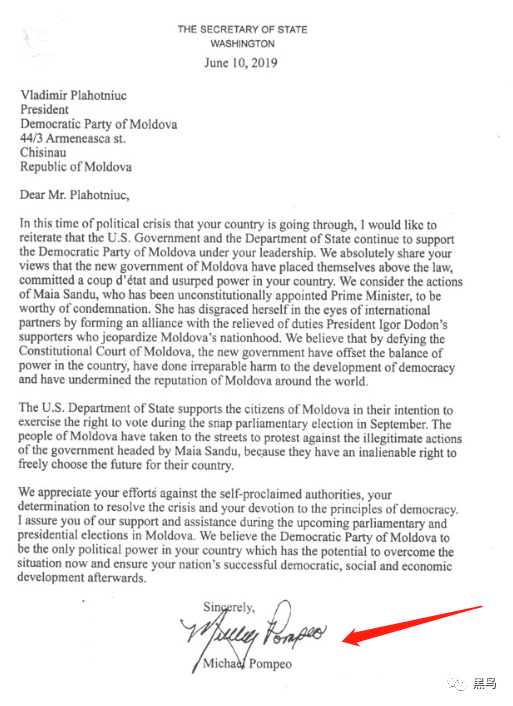 THE SECRETARY OF STATE
WASHINGTON
June 10, 2019
Vladimir Plahotniuc
President
Democratic Party of Moldova
44/3 Armeneasca st.
Chisinau
Republic of Moldova
Dear Mr. Plahotniuc,
In this time of political crisis that your country is going through, I would like to
reiterate that the U.S. Government and the Department of State continue to support
the Democratic Party of Moldova under your leadership. We absolutely share your
views that the new government of Moldova have placed themselves above the law,
committed a coup d'état and usurped power in your country. We consider the actions
of Maia Sandu, who has been unconstitutionally appointed Prime Minister, to be
worthy of condemnation. She has disgraced herself in the eyes of international
partners by forming an alliance with the relieved of duties President Igor Dodon's
supporters who jeopardize Moldova's nationhood. We believe that by defying the
Constitutional Court of Moldova, the new government have offset the balance of
power in the country, have done irreparable harm to the development of democracy
and have undermined the reputation of Moldova around the world.
The U.S. Department of State supports the citizens of Moldova in their intention to
exercise the right to vote during the snap parliamentary election in September. The
people of Moldova have taken to the streets to protest against the illegitimate actions
of the government headed by Maia Sandu, because they have an inalienable right to
freely choose the future for their country.
We appreciate your efforts against the self-proclaimed authorities, your
determination to resolve the crisis and your devotion to the principles of democracy.
I assure you of our support and assistance during the upcoming parliamentary and
presidential elections in Moldova. We believe the Democratic Party of Moldova to
be the only political power in your country which has the potential to overcome the
situation now and ensure your nation's successful democratic, social and economic
development afterwards.
Sincerely,
Pompeo
Michael Pompeo
黑鸟